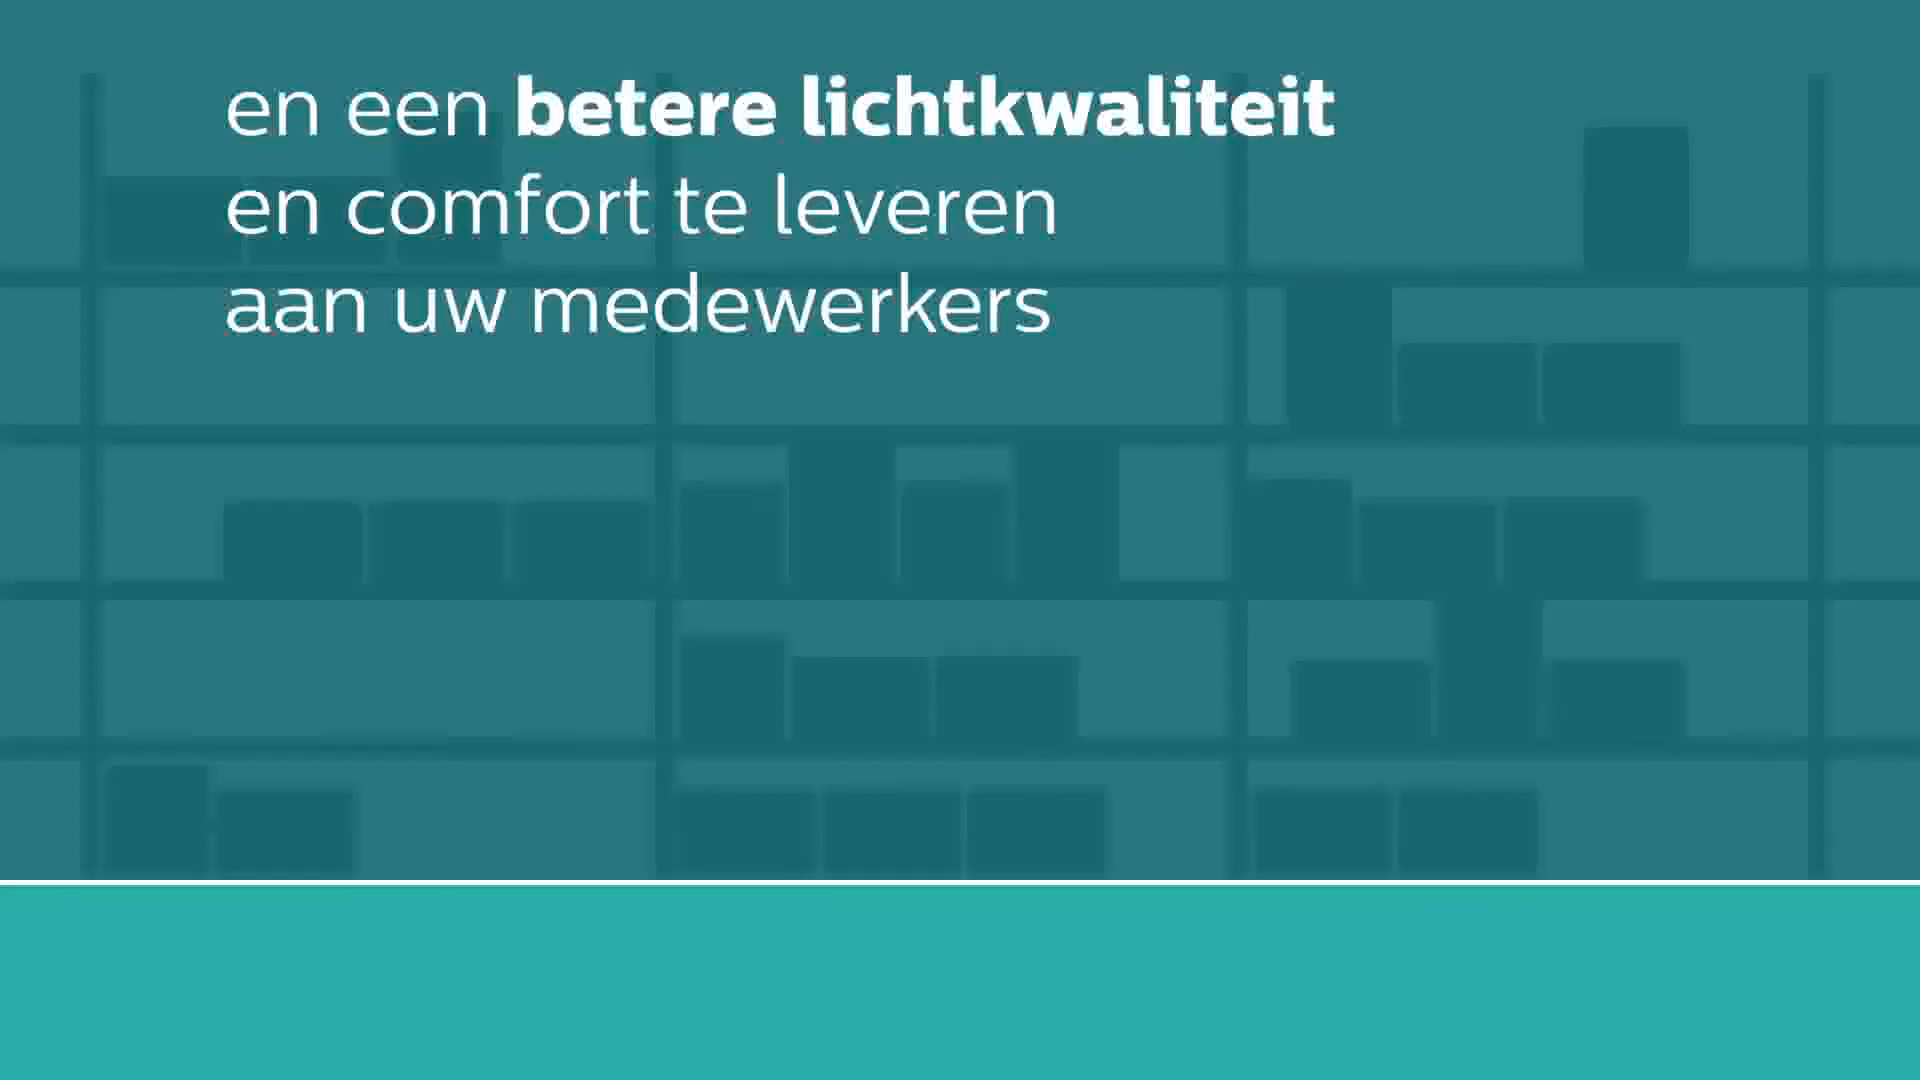 en een betere lichtkwaliteit
en comfort te leveren
aan uw medewerkers